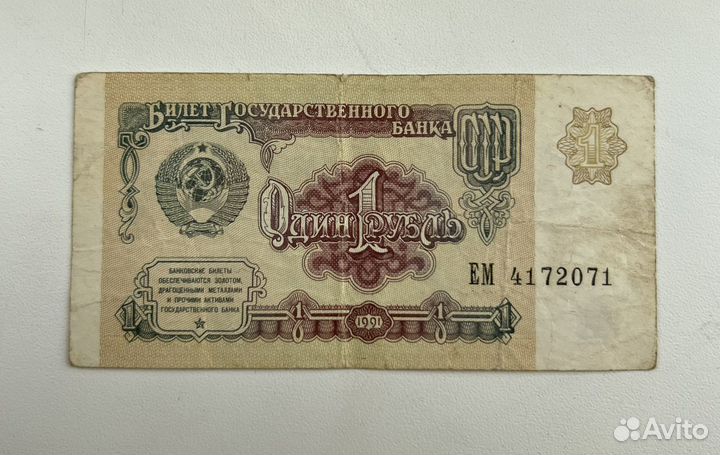 Билет Государственного
Банка
СССР
1
Один 1 Рубль
ЕМ 4172071
БАНКОВСКИЕ БИЛЕТЫ
ОБЕСПЕЧИВАЮТСЯ ЗОЛОТОМ,
ДРАГОЦЕННЫМИ МЕТАЛЛАМИ
И ПРОЧИМИ АКТИВАМИ
ГОСУДАРСТВЕННОГО БАНКА
1 1 1991 1 1
Avito